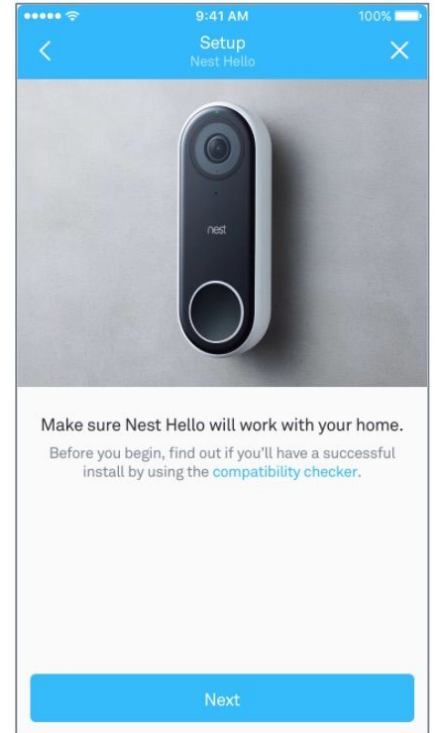 9:41 AM
100%
Setup
Nest Hello
nest
Make sure Nest Hello will work with your home.
Before you begin, find out if you'll have a successful
install by using the compatibility checker.
Next